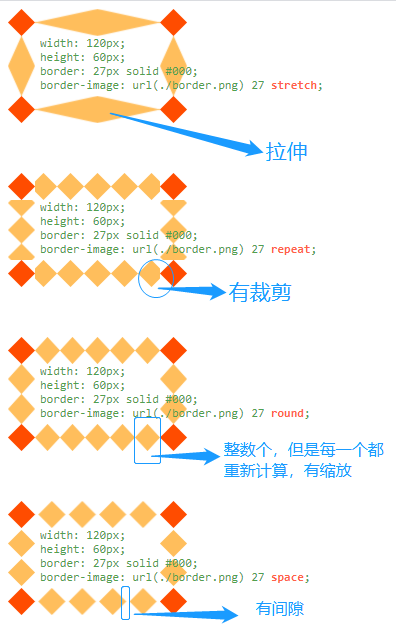 width: 120px;
height: 60px;
border: 27px solid #000;
border-image: url(./border.png) 27 stretch;
拉伸
width: 120px;
height: 60px;
border: 27px solid #000;
border-image: url(./border.png) 27 repeat;
有裁剪
width: 120px;
height: 60px;
border: 27px solid #000;
border-image: url(./border.png) 27 round;
整数个，但是每一个都
重新计算，有缩放
width: 120px;
height: 60px;
border: 27px solid #000;
border-image: url(./border.png) 27 space;
有间隙